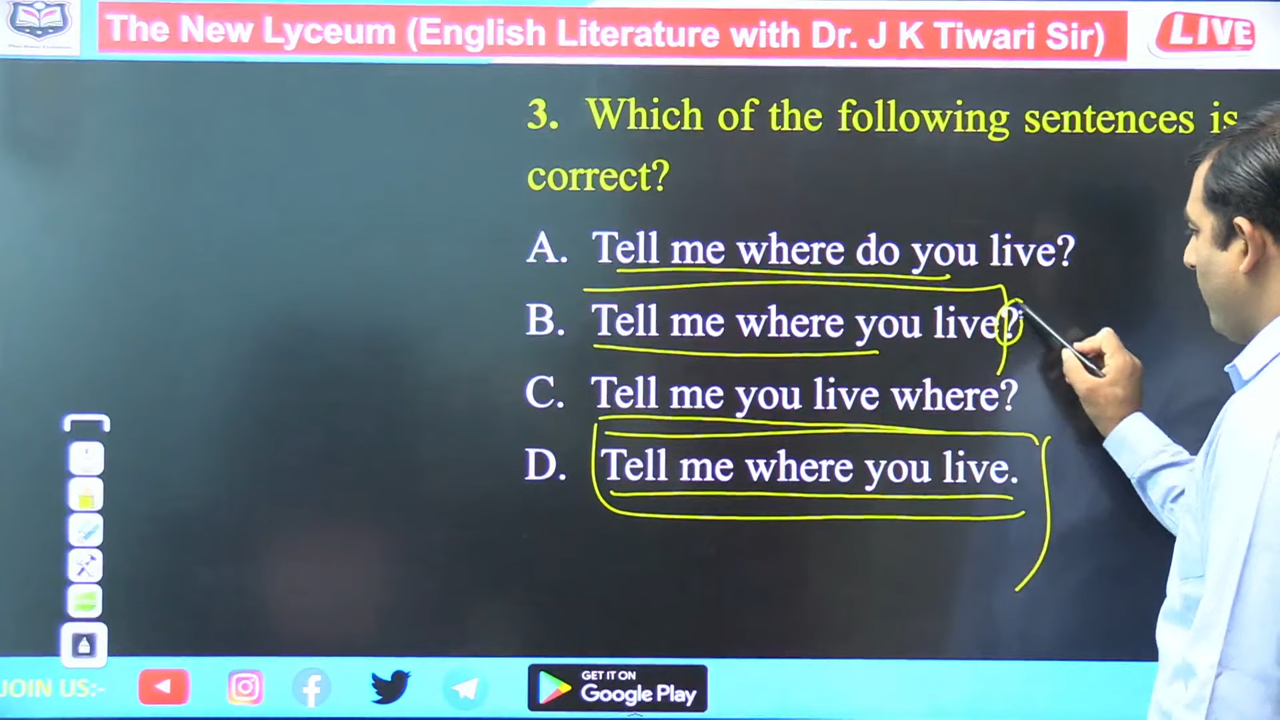 The New Lyceum (English Literature with Dr. J K Tiwari Sir)
LIVE
3. Which of the following sentences is
correct?
A. Tell me where do you live?
B. Tell me where you live?
C. Tell me you live where?
D. Tell me where you live.
JOIN US:-
GET IT ON
Google Play